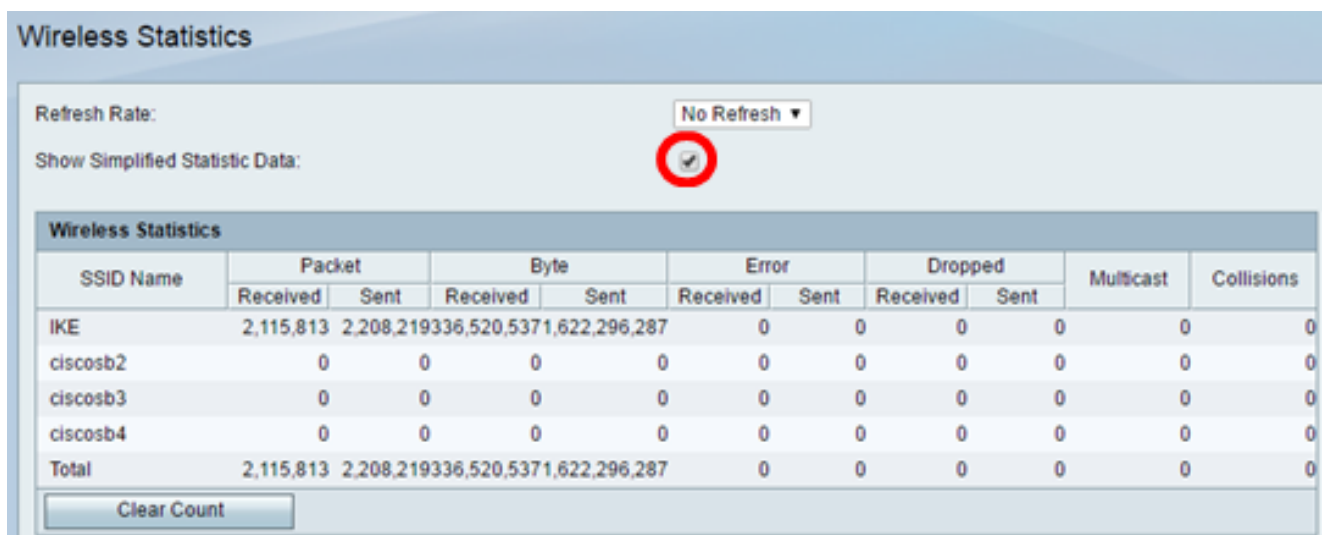 Wireless Statistics
Refresh Rate: No Refresh ▼
Show Simplified Statistic Data:
Wireless Statistics
SSID Name Packet Byte Error Dropped Multicast Collisions
Received Sent Received Sent Received Sent Received Sent
IKE 2,115,813 2,208,219336,520,5371,622,296,287 0 0 0 0 0 0
ciscosb2 0 0 0 0 0 0 0 0 0 0
ciscosb3 0 0 0 0 0 0 0 0 0 0
ciscosb4 0 0 0 0 0 0 0 0 0 0
Total 2,115,813 2,208,219336,520,5371,622,296,287 0 0 0 0 0 0
Clear Count